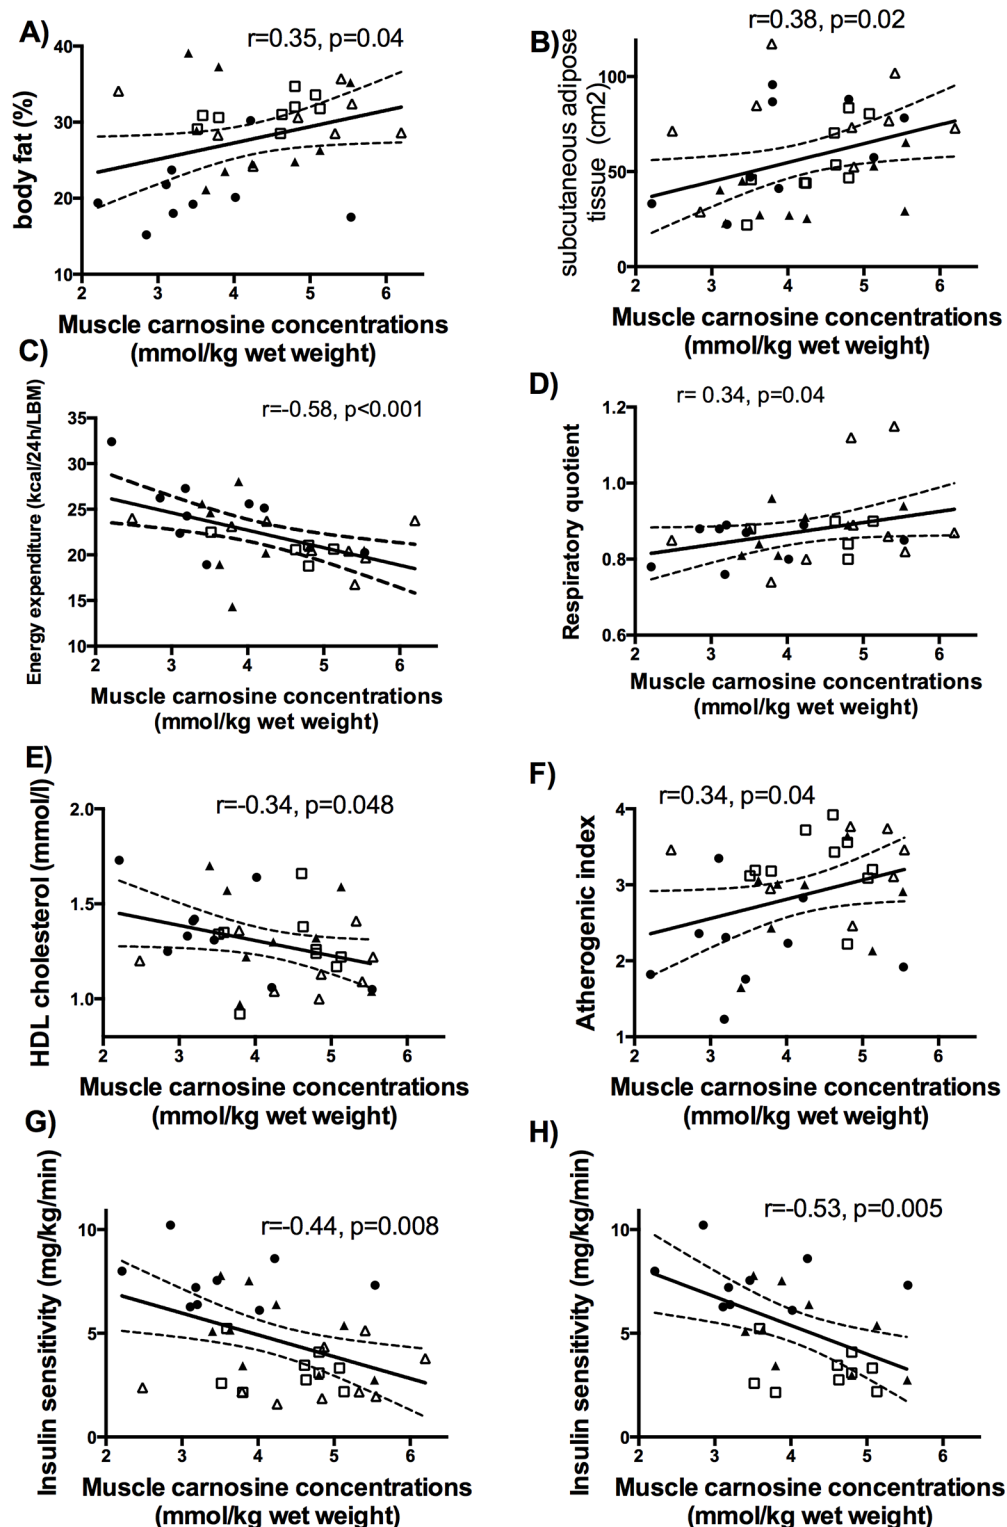 A)
r=0.35, p=0.04
body fat (%)
40
30
20
10
2 3 4 5 6
Muscle carnosine concentrations
(mmol/kg wet weight)
B)
r=0.38, p=0.02
subcutaneous adipose
tissue (cm2)
100
50
0
2 3 4 5 6
Muscle carnosine concentrations
(mmol/kg wet weight)
C)
r=-0.58, p<0.001
Energy expenditure (kcal/24h/LBM)
35
30
25
20
15
10
2 3 4 5 6
Muscle carnosine concentrations
(mmol/kg wet weight)
D)
r= 0.34, p=0.04
Respiratory quotient
1.2
1.0
0.8
0.6
2 3 4 5 6
Muscle carnosine concentrations
(mmol/kg wet weight)
E)
r=-0.34, p=0.048
HDL cholesterol (mmol/l)
2.0
1.5
1.0
2 3 4 5 6
Muscle carnosine concentrations
(mmol/kg wet weight)
F)
r=0.34, p=0.04
Atherogenic index
4
3
2
1
2 3 4 5 6
Muscle carnosine concentrations
(mmol/kg wet weight)
G)
r=-0.44, p=0.008
Insulin sensitivity (mg/kg/min)
10
5
0
2 3 4 5 6
Muscle carnosine concentrations
(mmol/kg wet weight)
H)
r=-0.53, p=0.005
Insulin sensitivity (mg/kg/min)
10
5
0
2 3 4 5 6
Muscle carnosine concentrations
(mmol/kg wet weight)